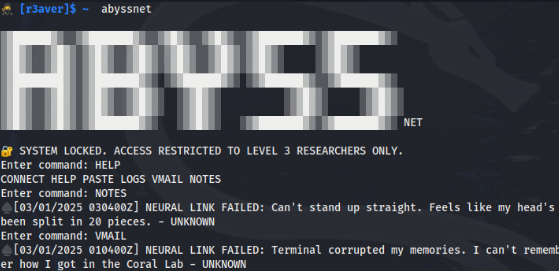 [r3aver]$ ~ abyssnet
ABYSS NET
🔐 SYSTEM LOCKED. ACCESS RESTRICTED TO LEVEL 3 RESEARCHERS ONLY.
Enter command: HELP
CONNECT HELP PASTE LOGS VMAIL NOTES
Enter command: NOTES
♠[03/01/2025 030400Z] NEURAL LINK FAILED: Can't stand up straight. Feels like my head's
been split in 20 pieces. – UNKNOWN
Enter command: VMAIL
♠[03/01/2025 010400Z] NEURAL LINK FAILED: Terminal corrupted my memories. I can't rememb
er how I got in the Coral Lab – UNKNOWN